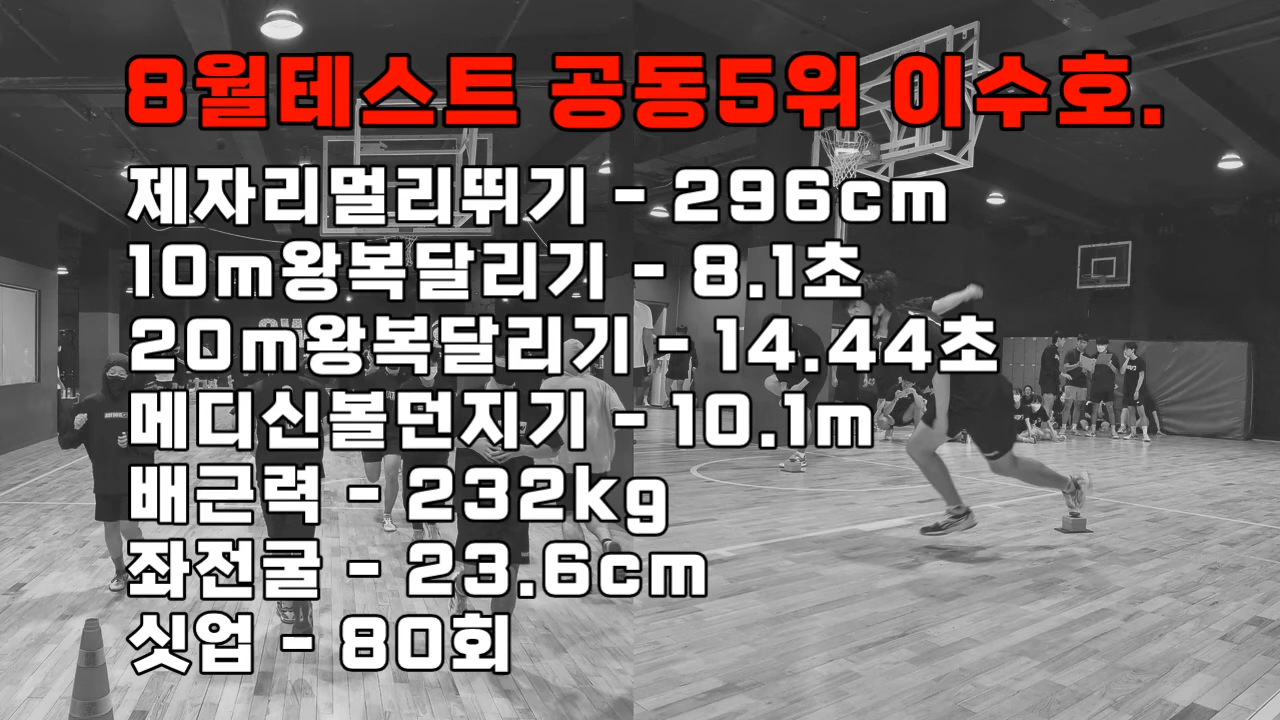 8월테스트 공동5위 이수호.
제자리멀리뛰기 - 296cm
10m왕복달리기 - 8.1초
20m왕복달리기 - 14.44초
메디신볼던지기 - 10.1m
배근력 - 232kg
좌전굴 - 23.6cm
싯업 - 80회